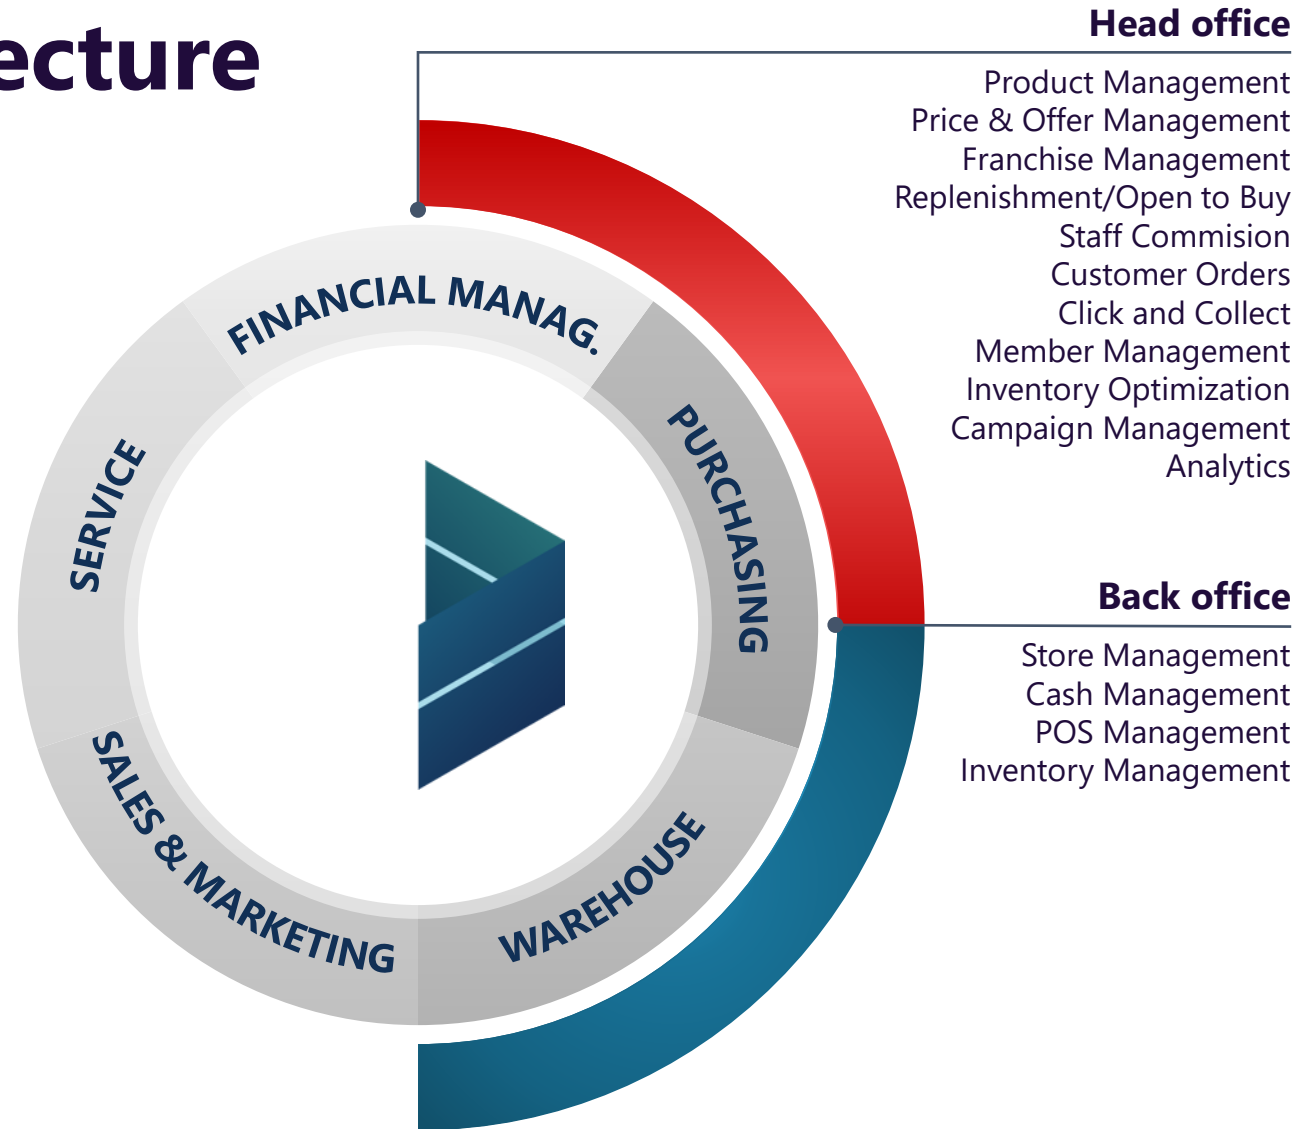 ecture
Head office
Product Management
Price & Offer Management
Franchise Management
Replenishment/Open to Buy
Staff Commision
Customer Orders
Click and Collect
Member Management
Inventory Optimization
Campaign Management
Analytics
Back office
Store Management
Cash Management
POS Management
Inventory Management
FINANCIAL MANAG.
PURCHASING
WAREHOUSE
SALES & MARKETING
SERVICE